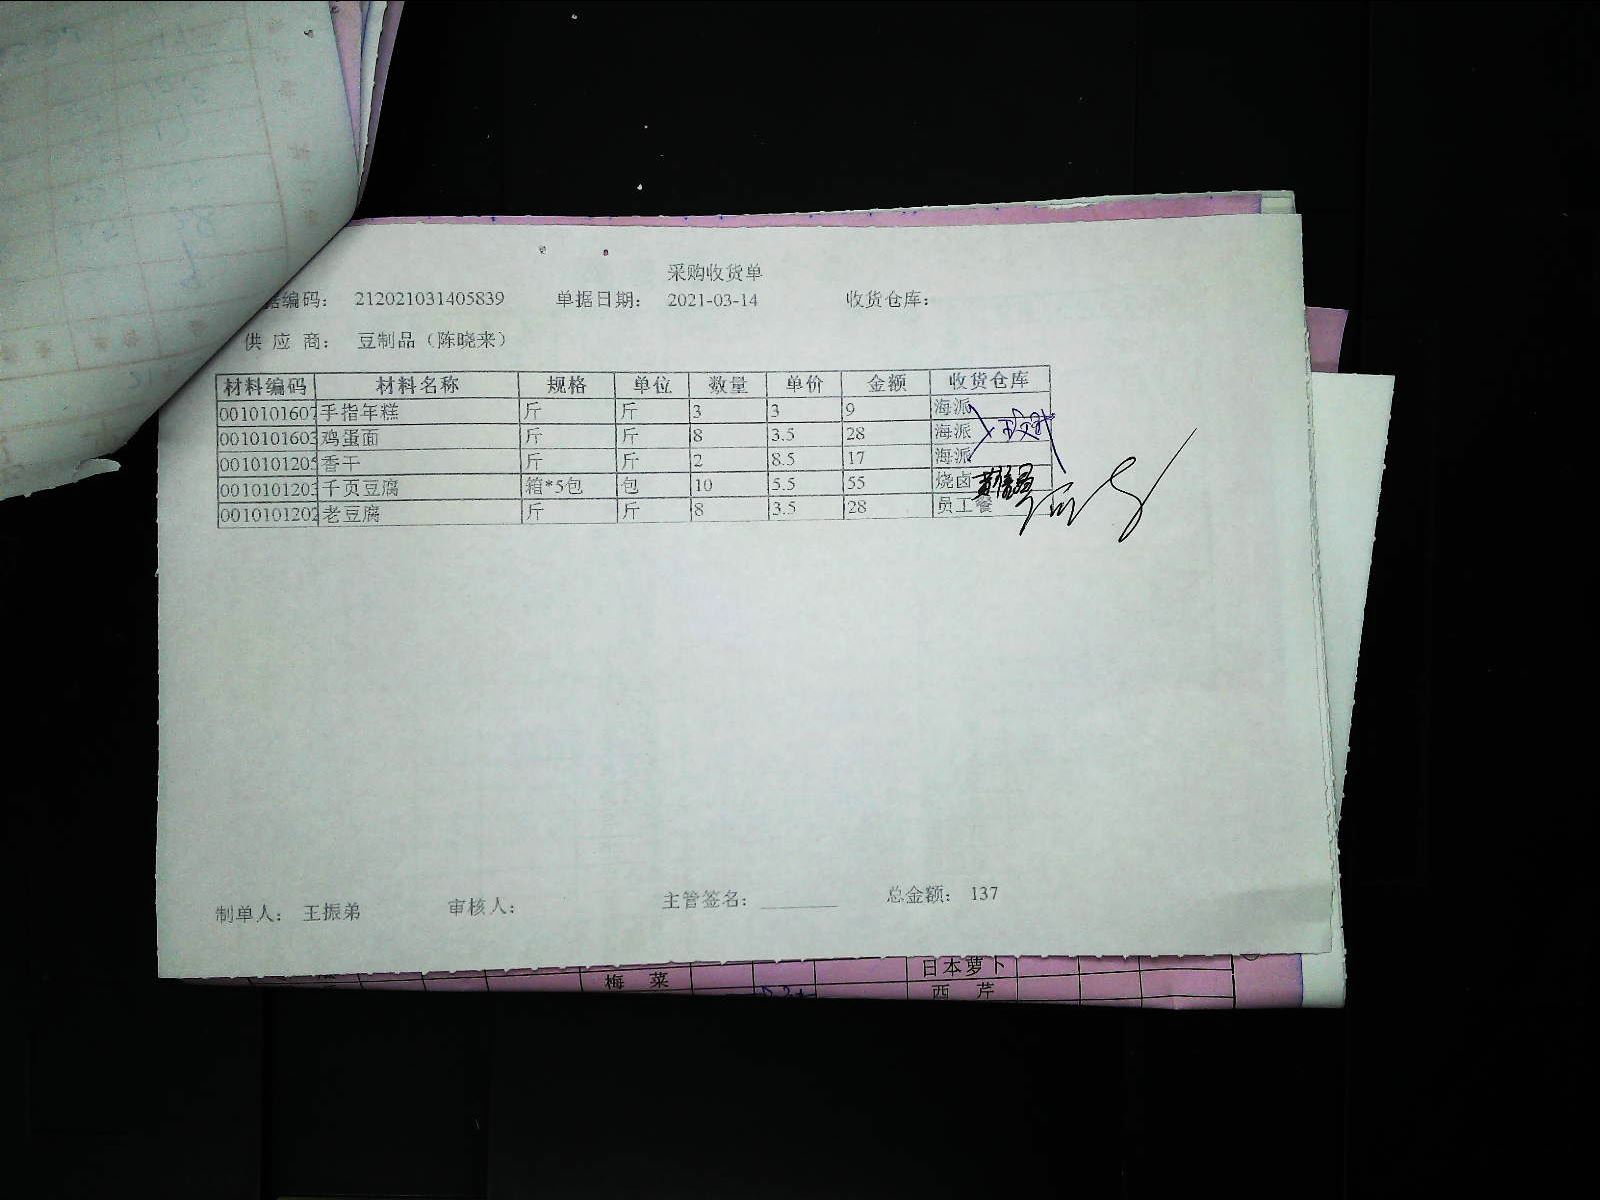 采购收货单
据编码： 212021031405839 单据日期： 2021-03-14 收货仓库：
供 应 商： 豆制品（陈晓来）
材料编码 材料名称 规格 单位 数量 单价 金额 收货仓库
0010101607 手指年糕 斤 斤 3 3 9 海派
0010101603 鸡蛋面 斤 斤 8 3.5 28 海派
0010101205 香干 斤 斤 2 8.5 17 海派
0010101203 千页豆腐 箱*5包 包 10 5.5 55 烧卤
0010101202 老豆腐 斤 斤 8 3.5 28 员工餐
制单人： 王振弟 审核人： 主管签名： 总金额： 137
日本萝卜
梅 菜
西 芹